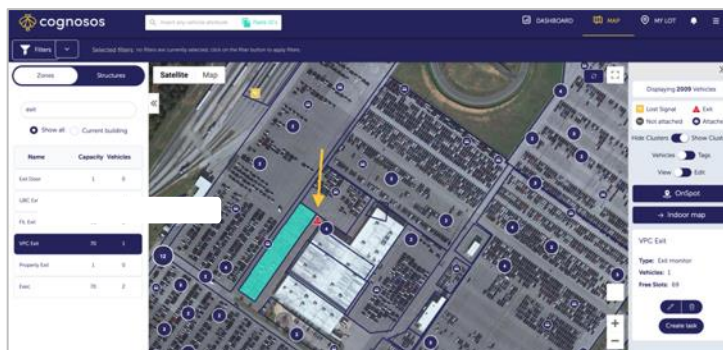 cognosos
Insert any vehicle attribute
DASHBOARD
MAP
MY LOT
Filters
Selected filters: no filters are currently selected, click on the filter button to apply filters.
Zones
Structures
exit
Show all
Current building
Name
Capacity
Vehicles
Exit Door
1
0
VPC Exit
70
1
Property Exit
1
0
Exec
70
2
Satellite
Map
Displaying 2009 Vehicles
Lost Signal
Exit
Not attached
Attache
Hide Clusters
Show Cluste
Vehicles
Tags
View
Edit
OnSpot
Indoor map
VPC Exit
Type: Exit monitor
Vehicles: 1
Free Slots: 69
Create task